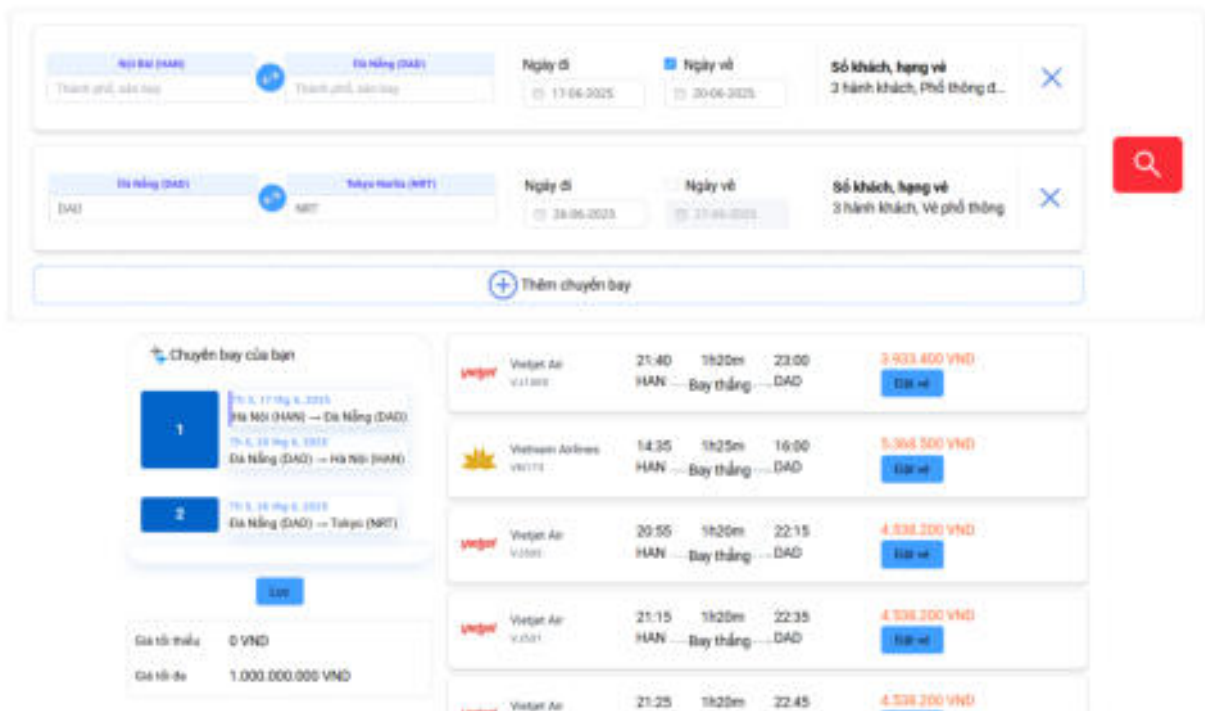 Nội Bài (HAN)
Đà Nẵng (DAD)
Ngày đi
Ngày về
Số khách, hạng vé
Thành phố, sân bay
Thành phố, sân bay
17-06-2025
20-06-2025
3 hành khách, Phổ thông đ...
Đà Nẵng (DAD)
Tokyo Narita (NRT)
Ngày đi
Ngày về
Số khách, hạng vé
DAD
NRT
3 hành khách, Vé phổ thông
Thêm chuyến bay
Chuyến bay của bạn
1
Hà Nội (HAN) → Đà Nẵng (DAD)
Đà Nẵng (DAD) → Hà Nội (HAN)
2
Đà Nẵng (DAD) → Tokyo (NRT)
Lọc
Giá tối thiểu 0 VND
Giá tối đa 1.000.000.000 VND
vietjet
Vietjet Air
21:40 1h20m 23:00
HAN Bay thẳng DAD
3.933.400 VND
Đặt vé
Vietnam Airlines
14:35 1h25m 16:00
HAN Bay thẳng DAD
5.368.500 VND
Đặt vé
vietjet
Vietjet Air
20:55 1h20m 22:15
HAN Bay thẳng DAD
4.538.200 VND
Đặt vé
vietjet
Vietjet Air
21:15 1h20m 22:35
HAN Bay thẳng DAD
4.538.200 VND
Đặt vé
Vietjet Air
21:25 1h20m 22:45
4.538.200 VND